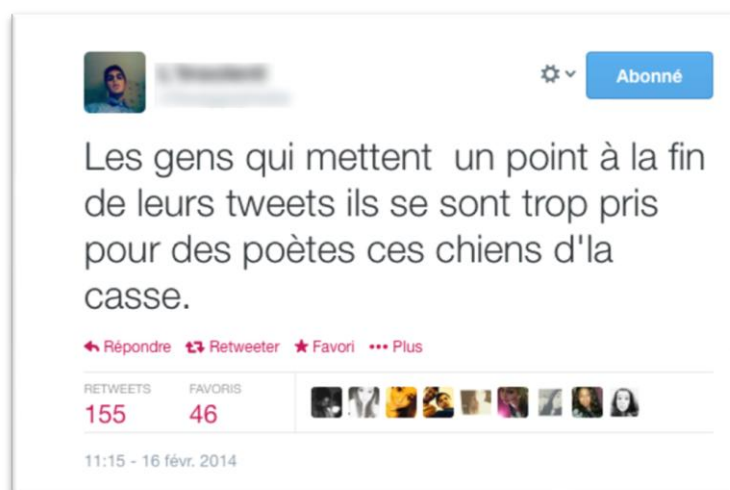 Abonné
Les gens qui mettent  un point à la fin
de leurs tweets ils se sont trop pris
pour des poètes ces chiens d'la
casse.
Répondre Retweeter Favori ••• Plus
RETWEETS FAVORIS
155 46
11:15 - 16 févr. 2014